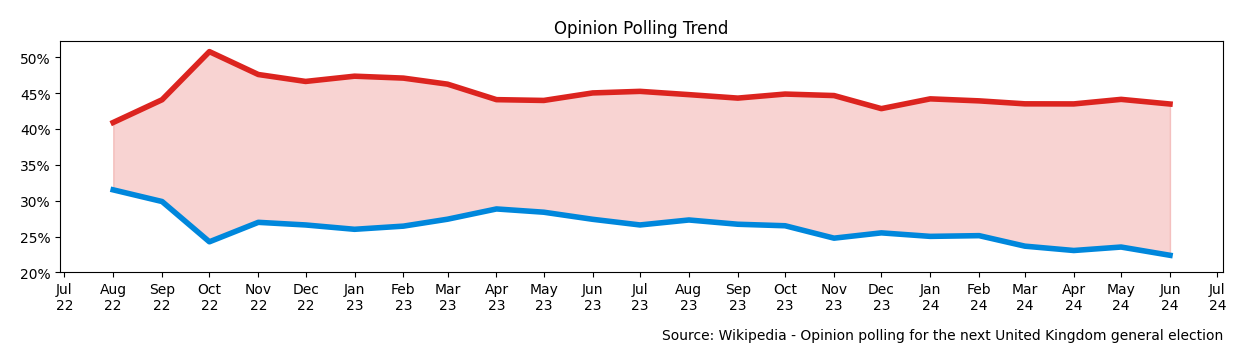 Opinion Polling Trend
50%
45%
40%
35%
30%
25%
20%
Jul Aug Sep Oct Nov Dec Jan Feb Mar Apr May Jun Jul Aug Sep Oct Nov Dec Jan Feb Mar Apr May Jun Jul
22 22 22 22 22 22 23 23 23 23 23 23 23 23 23 23 23 23 24 24 24 24 24 24 24
Source: Wikipedia - Opinion polling for the next United Kingdom general election